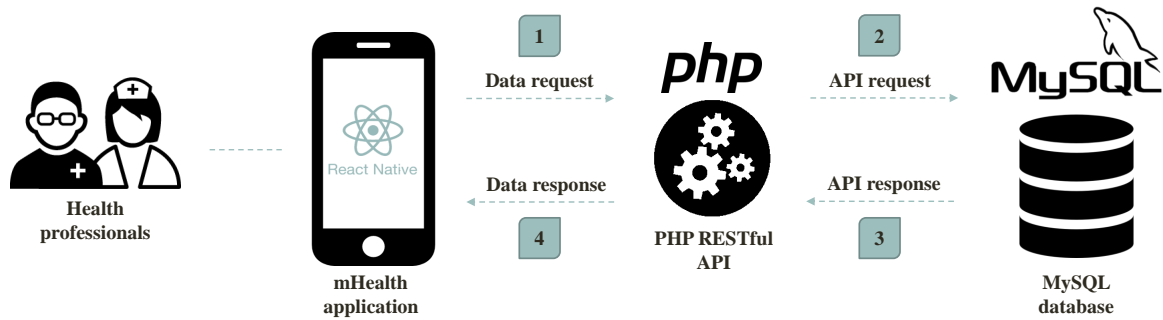 Health
professionals
React Native
mHealth
application
1
Data request
Data response
4
php
PHP RESTful
API
2
API request
API response
3
MySQL
MySQL
database